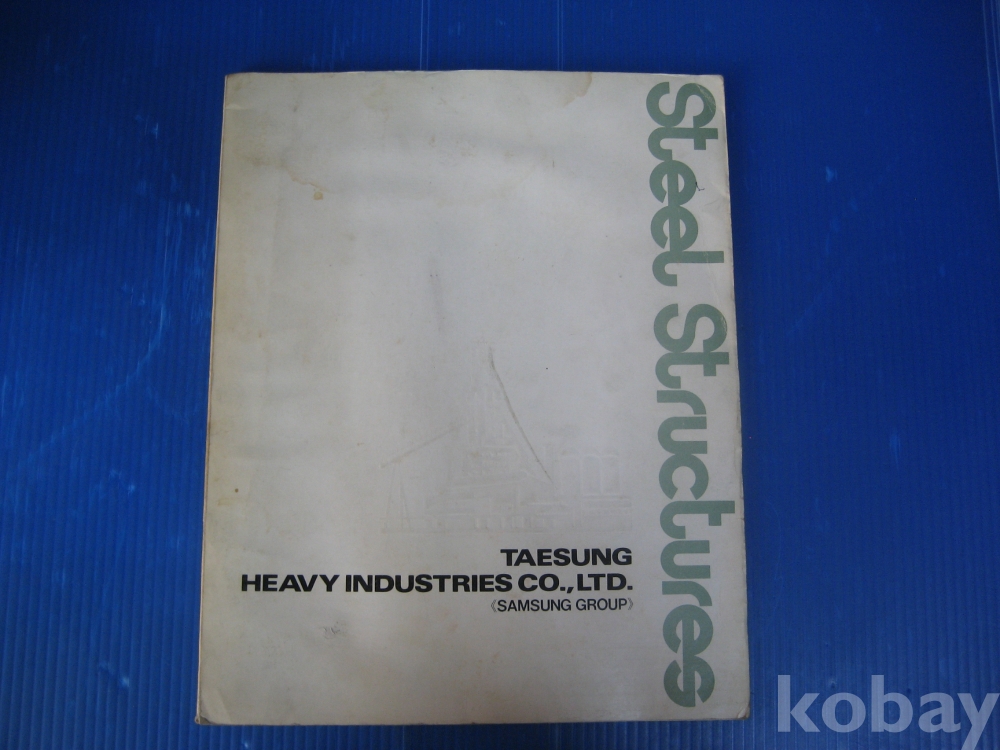 Steel Structures
TAESUNG
HEAVY INDUSTRIES CO.,LTD.
《SAMSUNG GROUP》
kobay